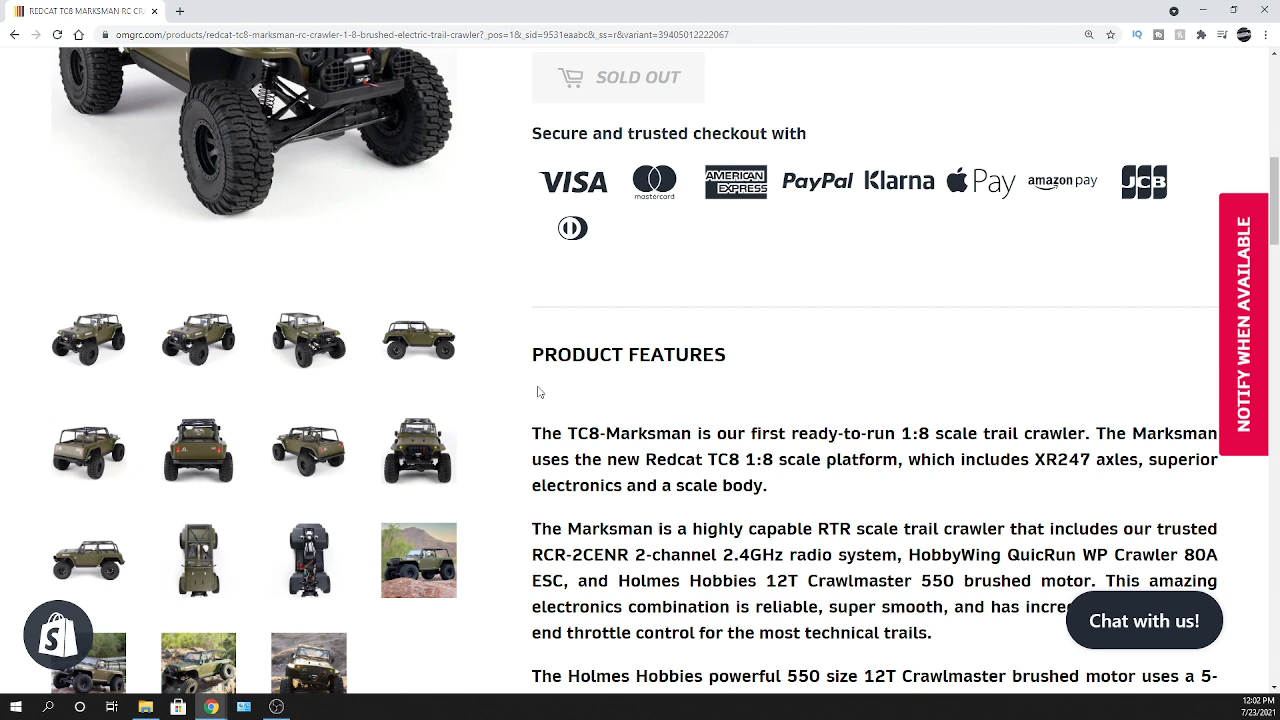 REDCAT TC8 MARKSMAN RC CR
omgrc.com/products/redcat-tc8-marksman-rc-crawler-1-8-brushed-electric-trail-crawler?_pos=1&_sid=9531eaabc&_ss=r&variant=39405012222067
SOLD OUT
Secure and trusted checkout with
VISA mastercard AMERICAN EXPRESS PayPal Klarna Pay amazon pay JCB
NOTIFY WHEN AVAILABLE
PRODUCT FEATURES
The TC8-Marksman is our first ready-to-run 1:8 scale trail crawler. The Marksman
uses the new Redcat TC8 1:8 scale platform, which includes XR247 axles, superior
electronics and a scale body.
The Marksman is a highly capable RTR scale trail crawler that includes our trusted
RCR-2CENR 2-channel 2.4GHz radio system, HobbyWing QuicRun WP Crawler 80A
ESC, and Holmes Hobbies 12T Crawlmaster 550 brushed motor. This amazing
electronics combination is reliable, super smooth, and has incre
end throttle control for the most technical trails.
Chat with us!
The Holmes Hobbies powerful 550 size 12T Crawlmaster brushed motor uses a 5-
12:02 PM
7/23/2021